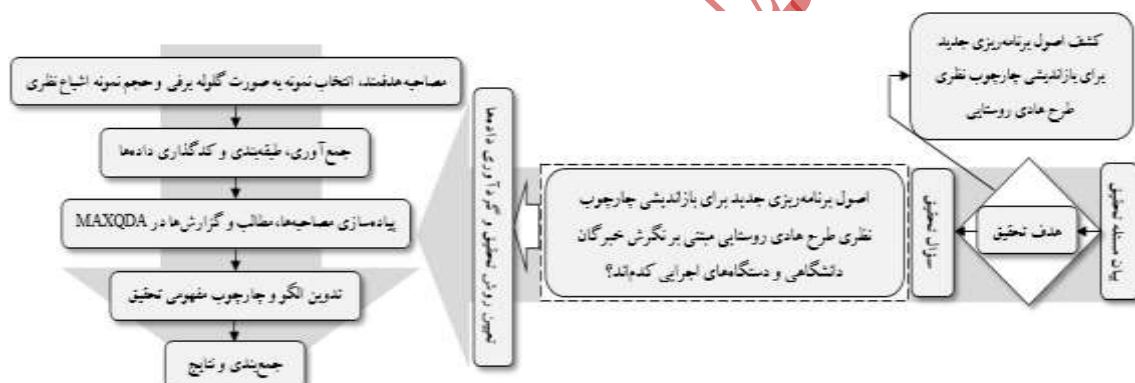 کشف اصول برنامه‌ریزی جدید
برای بازاندیشی چارچوب نظری
طرح هادی روستایی
بیان مسئله تحقیق
هدف تحقیق
سؤال تحقیق
اصول برنامه‌ریزی جدید برای بازاندیشی چارچوب
نظری طرح هادی روستایی مبتنی بر نگرش خبرگان
دانشگاهی و دستگاه‌های اجرایی کدم‌اند؟
تعیین روش تحقیق و گردآوری داده‌ها
مصاحبه هدفمند، انتخاب نمونه به صورت گلوله برفی و حجم نمونه اشباع نظری
جمع‌آوری، طبقه‌بندی و کدگذاری داده‌ها
پیاده‌سازی مصاحبه‌ها، مطالب و گزارش‌ها در MAXQDA
تدوین الگو و چارچوب مفهومی تحقیق
جمع‌بندی و نتایج